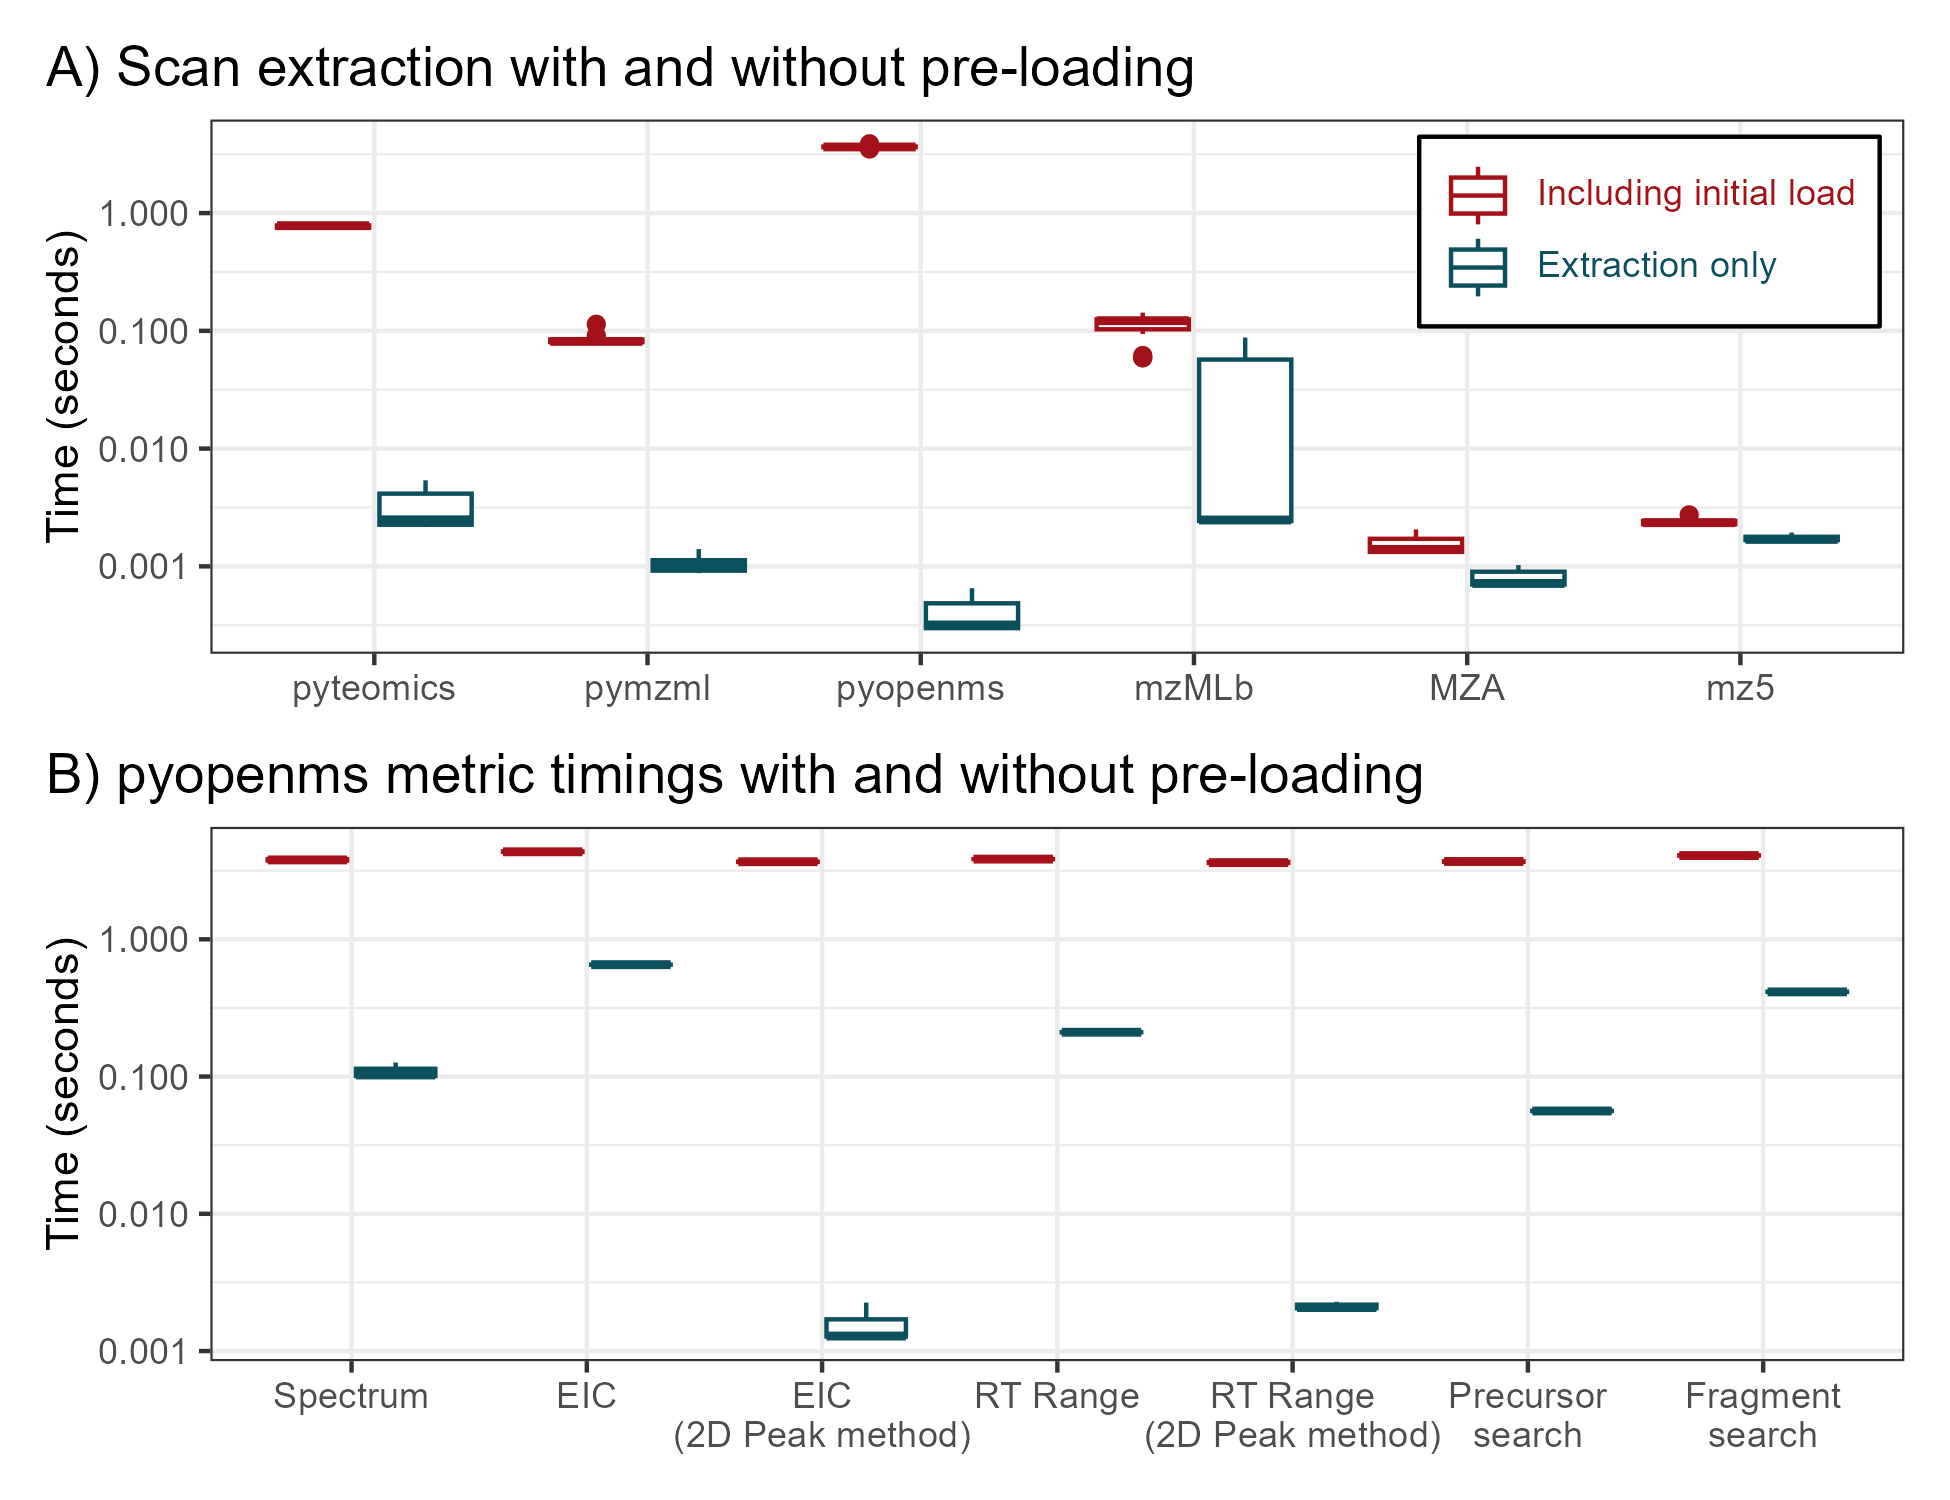 A) Scan extraction with and without pre-loading
Time (seconds)
1.000
0.100
0.010
0.001
Including initial load
Extraction only
pyteomics
pymzml
pyopenms
mzMLb
MZA
mz5
B) pyopenms metric timings with and without pre-loading
Time (seconds)
1.000
0.100
0.010
0.001
Spectrum
EIC
EIC
(2D Peak method)
RT Range
RT Range
(2D Peak method)
Precursor
search
Fragment
search